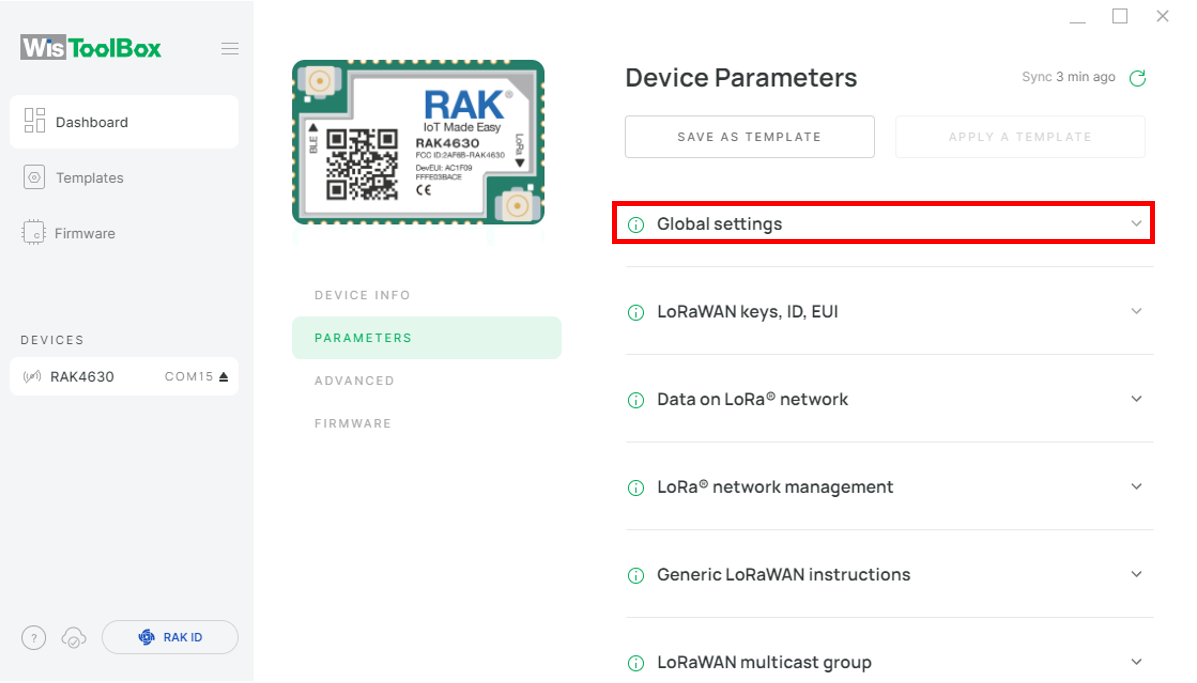 WisToolBox
Dashboard
Templates
Firmware
DEVICES
RAK4630 COM15
?
RAK ID
RAK®
IoT Made Easy
RAK4630
FCC ID:2AF6B-RAK4630
DevEUI: AC1F09
FFFE03BACE
CE
BLE
LoRa
DEVICE INFO
PARAMETERS
ADVANCED
FIRMWARE
Device Parameters
Sync 3 min ago
SAVE AS TEMPLATE
APPLY A TEMPLATE
Global settings
LoRaWAN keys, ID, EUI
Data on LoRa® network
LoRa® network management
Generic LoRaWAN instructions
LoRaWAN multicast group